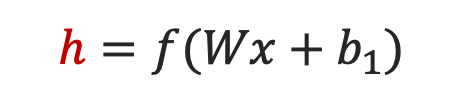 h = f(Wx + b₁)